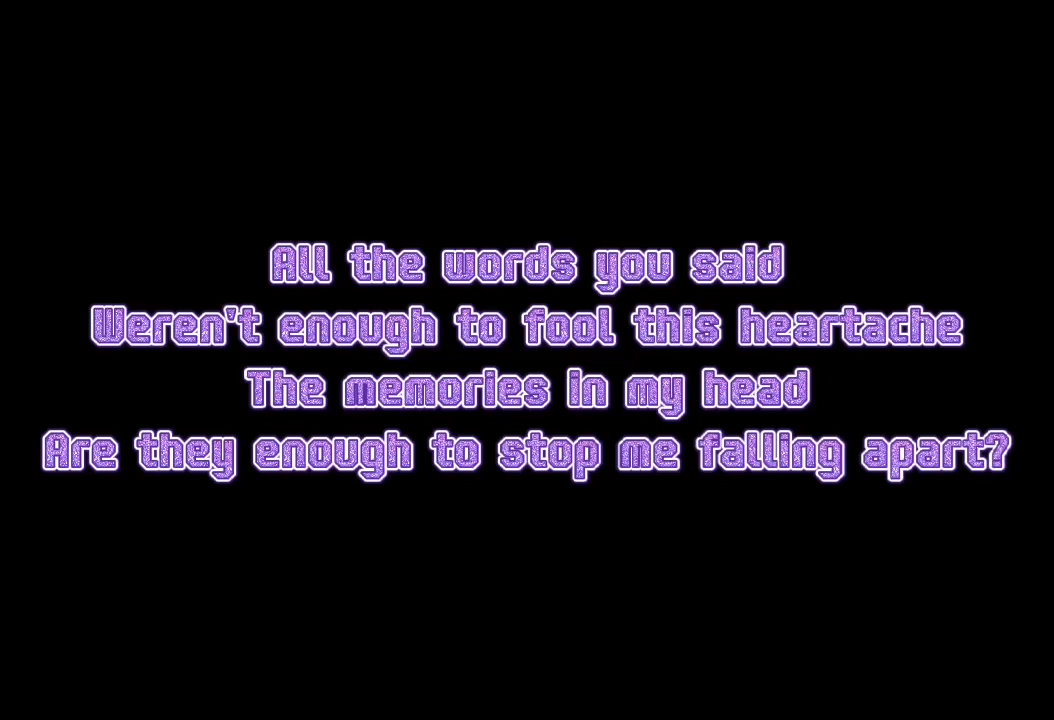 All the words you said
Weren't enough to fool this heartache
The memories in my head
Are they enough to stop me falling apart?